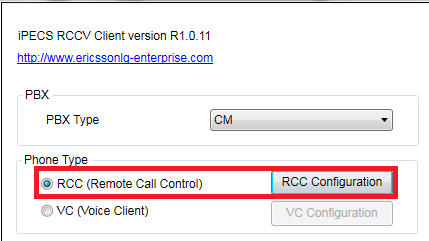 iPECS RCCV Client version R1.0.11
http://www.ericssonlg-enterprise.com
PBX
PBX Type CM
Phone Type
RCC (Remote Call Control) RCC Configuration
VC (Voice Client) VC Configuration